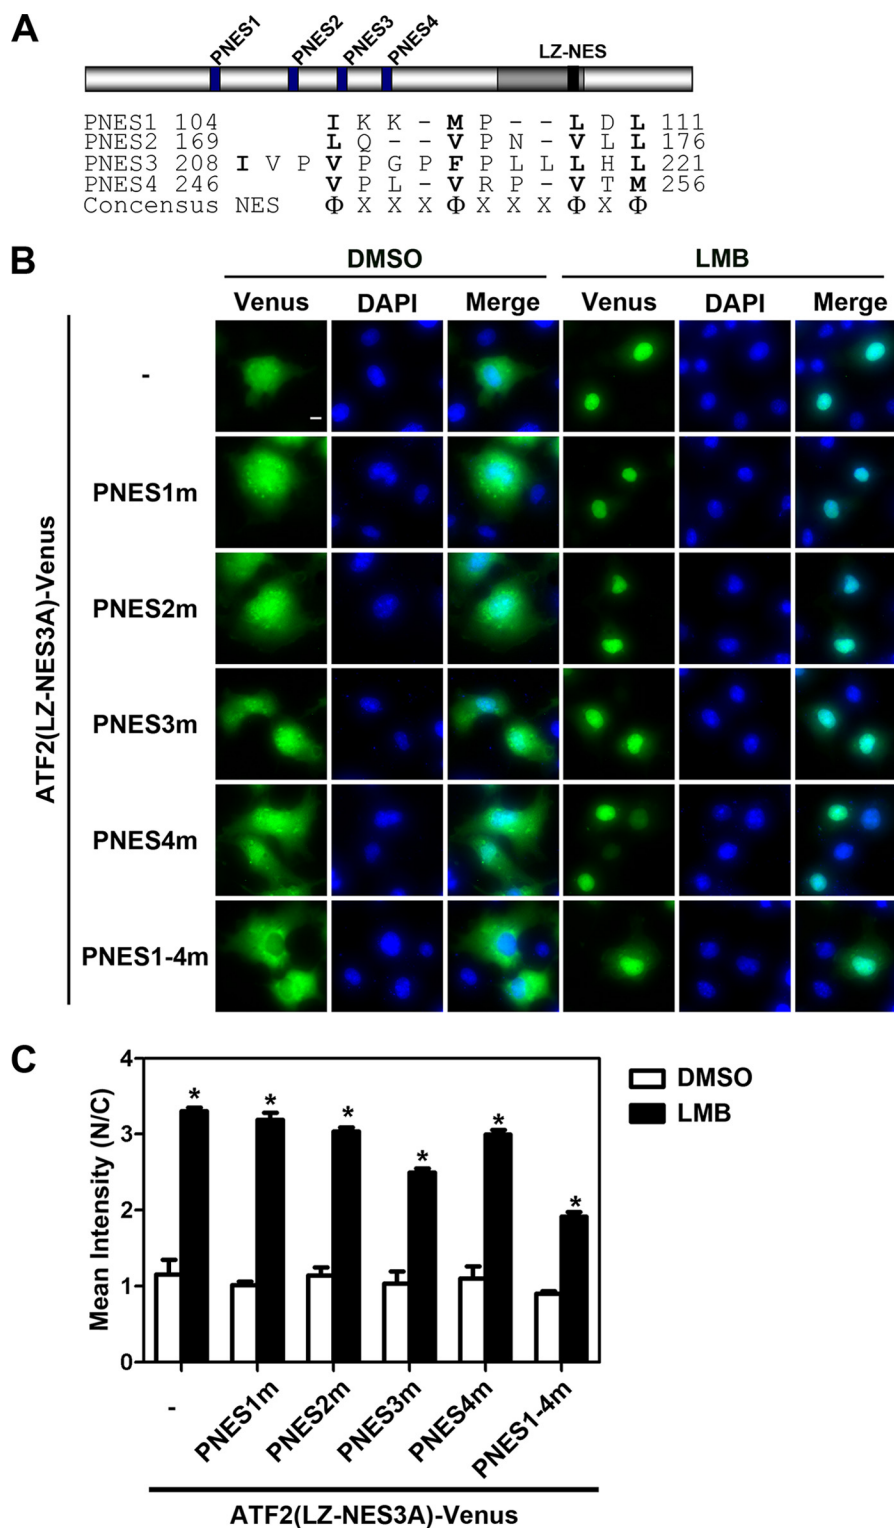 A
PNES1 PNES2 PNES3 PNES4 LZ-NES
PNES1 104 I K K - M P - - L D L 111
PNES2 169 L Q - - V P N - V L L 176
PNES3 208 I V P V P G P F P L L L H L 221
PNES4 246 V P L - V R P - V T M 256
Concensus NES Φ X X X Φ X X X Φ X Φ
B
DMSO LMB
Venus DAPI Merge Venus DAPI Merge
ATF2(LZ-NES3A)-Venus
-
PNES1m
PNES2m
PNES3m
PNES4m
PNES1-4m
C
Mean Intensity (N/C)
4
3
2
1
0
* * * * * *
DMSO
LMB
- PNES1m PNES2m PNES3m PNES4m PNES1-4m
ATF2(LZ-NES3A)-Venus